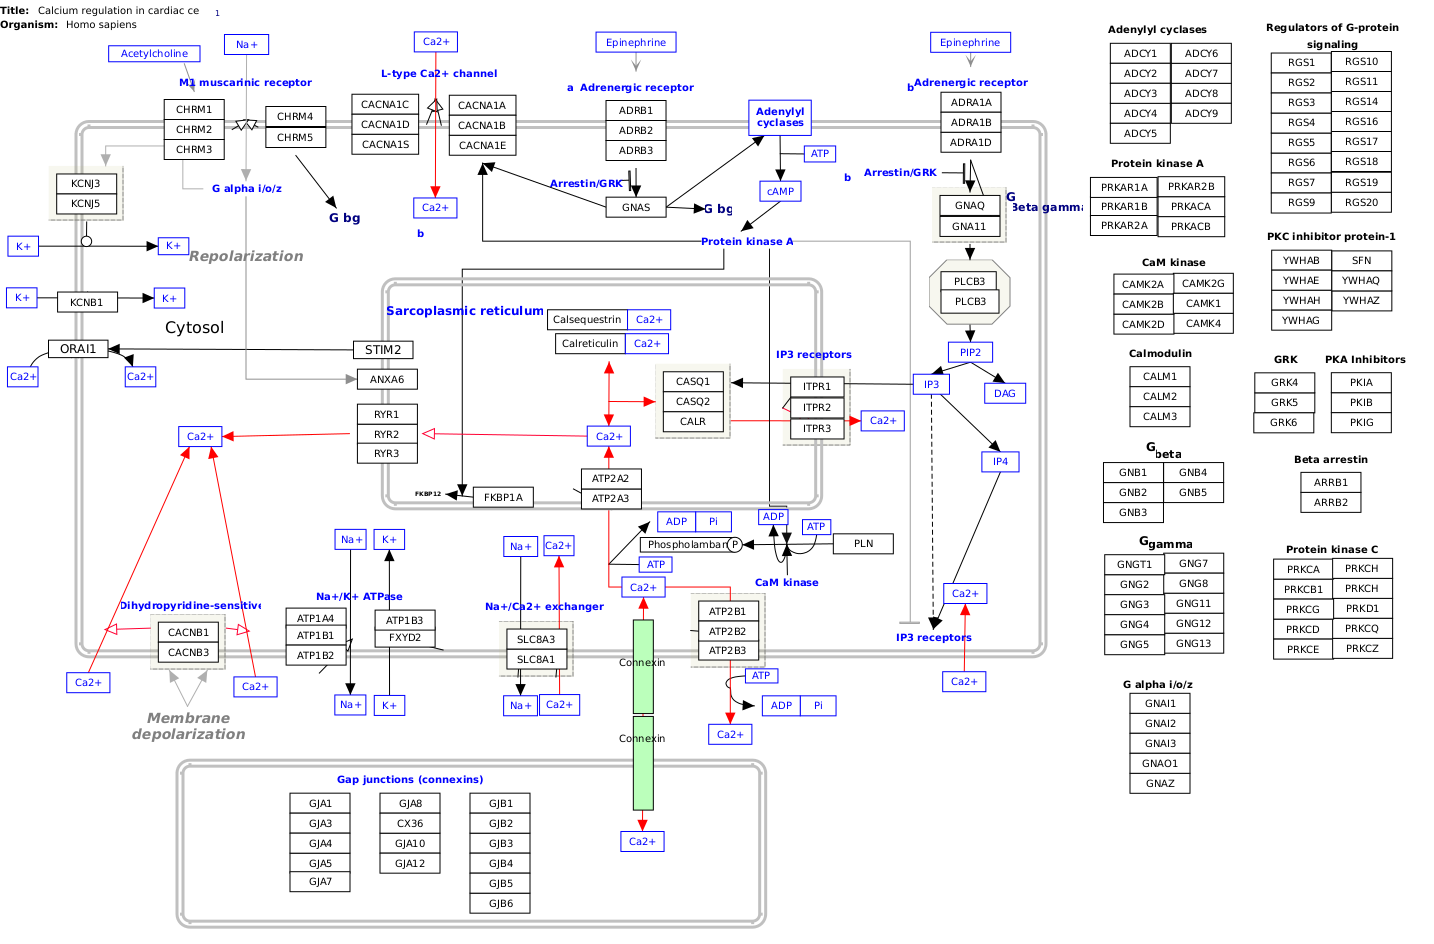 Title: Calcium regulation in cardiac ce
1
Organism: Homo sapiens
Acetylcholine
Na+
Ca2+
Epinephrine
Epinephrine
M1 muscarinic receptor
L-type Ca2+ channel
a Adrenergic receptor
b Adrenergic receptor
CHRM1
CHRM2
CHRM3
CHRM4
CHRM5
CACNA1C
CACNA1D
CACNA1S
CACNA1A
CACNA1B
CACNA1E
ADRB1
ADRB2
ADRB3
Adenylyl
cyclases
ATP
cAMP
ADRA1A
ADRA1B
ADRA1D
KCNJ3
KCNJ5
G alpha i/o/z
G bg
Ca2+
b
Arrestin/GRK
GNAS
G bg
Protein kinase A
b
Arrestin/GRK
GNAQ
GNA11
G
Beta gamma
K+
K+
Repolarization
K+
KCNB1
K+
Cytosol
PLCB3
PLCB3
Sarcoplasmic reticulum
Calsequestrin
Ca2+
Calreticulin
Ca2+
IP3 receptors
ORAI1
STIM2
Ca2+
Ca2+
ANXA6
PIP2
IP3
DAG
CASQ1
CASQ2
CALR
ITPR1
ITPR2
ITPR3
Ca2+
RYR1
RYR2
RYR3
Ca2+
Ca2+
IP4
ATP2A2
ATP2A3
FKBP12
FKBP1A
ADP
Pi
ADP
ATP
Phospholamban
P
PLN
ATP
CaM kinase
Na+
K+
Na+
Ca2+
Ca2+
Ca2+
Dihydropyridine-sensitive
Na+/K+ ATPase
Na+/Ca2+ exchanger
CACNB1
CACNB3
ATP1A4
ATP1B1
ATP1B2
ATP1B3
FXYD2
SLC8A3
SLC8A1
ATP2B1
ATP2B2
ATP2B3
IP3 receptors
Connexin
Ca2+
Ca2+
Na+
K+
Na+
Ca2+
ATP
ADP
Pi
Ca2+
Ca2+
Membrane
depolarization
Connexin
Ca2+
Gap junctions (connexins)
GJA1
GJA3
GJA4
GJA5
GJA7
GJA8
CX36
GJA10
GJA12
GJB1
GJB2
GJB3
GJB4
GJB5
GJB6
Ca2+
Adenylyl cyclases
ADCY1
ADCY6
ADCY2
ADCY7
ADCY3
ADCY8
ADCY4
ADCY9
ADCY5
Protein kinase A
PRKAR1A
PRKAR2B
PRKAR1B
PRKACA
PRKAR2A
PRKACB
CaM kinase
CAMK2A
CAMK2G
CAMK2B
CAMK1
CAMK2D
CAMK4
Calmodulin
CALM1
CALM2
CALM3
G
beta
GNB1
GNB4
GNB2
GNB5
GNB3
G
gamma
GNGT1
GNG7
GNG2
GNG8
GNG3
GNG11
GNG4
GNG12
GNG5
GNG13
G alpha i/o/z
GNAI1
GNAI2
GNAI3
GNAO1
GNAZ
Regulators of G-protein
signaling
RGS1
RGS10
RGS2
RGS11
RGS3
RGS14
RGS4
RGS16
RGS5
RGS17
RGS6
RGS18
RGS7
RGS19
RGS9
RGS20
PKC inhibitor protein-1
YWHAB
SFN
YWHAE
YWHAQ
YWHAH
YWHAZ
YWHAG
GRK
GRK4
GRK5
GRK6
PKA Inhibitors
PKIA
PKIB
PKIG
Beta arrestin
ARRB1
ARRB2
Protein kinase C
PRKCA
PRKCH
PRKCB1
PRKCH
PRKCG
PRKD1
PRKCD
PRKCQ
PRKCE
PRKCZ